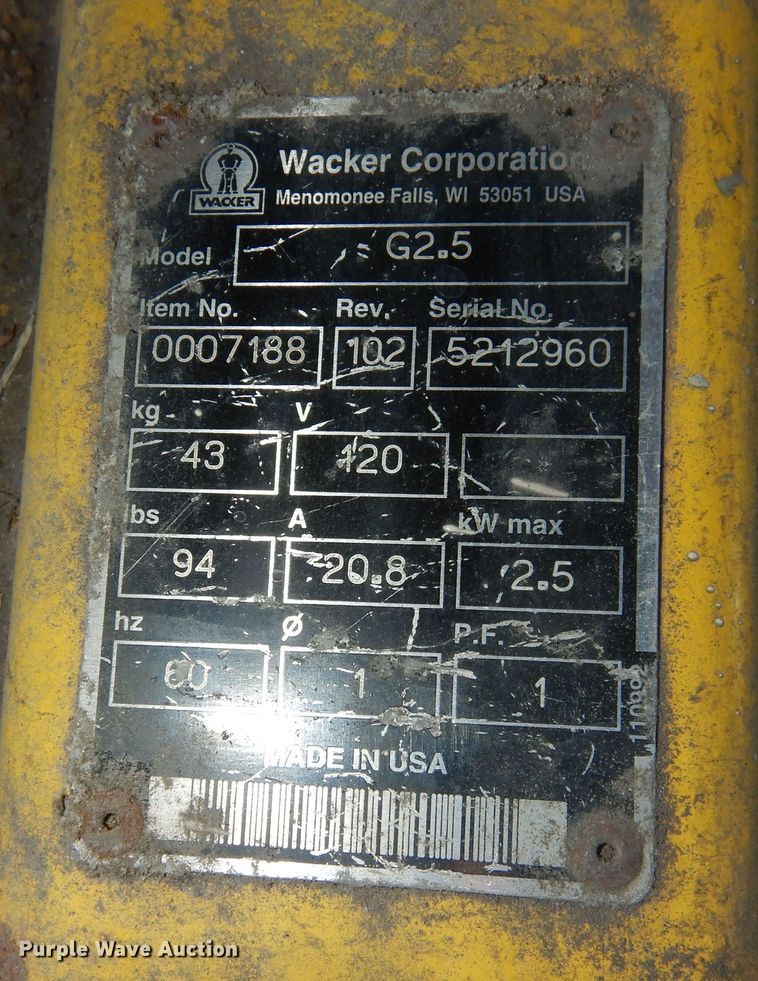 WACKER
Wacker Corporation
Menomonee Falls, WI 53051 USA
Model G2.5
Item No. Rev. Serial No.
0007188 102 5212960
kg V
43 120
lbs A kW max
94 20.8 2.5
hz Ø P.F.
60 1 1
110992
MADE IN USA
Purple Wave Auction